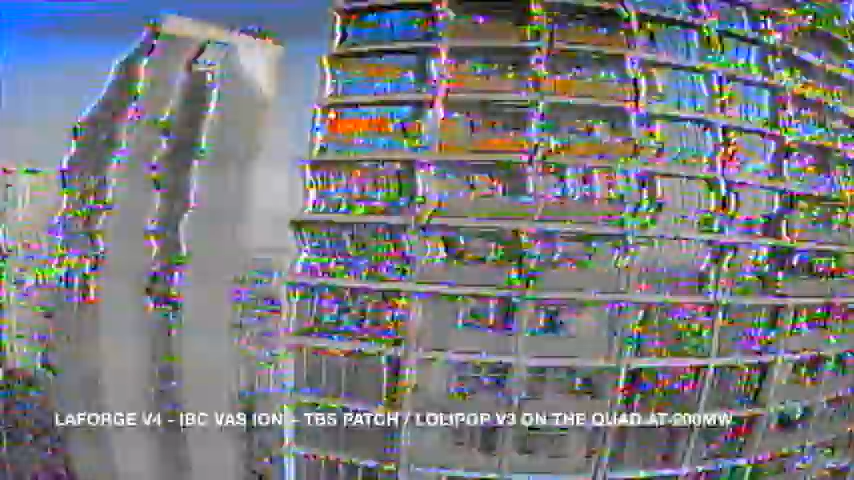 LAFORGE V4 - IBC VAS ION - TBS PATCH / LOLIPOP V3 ON THE QUAD AT 200MW